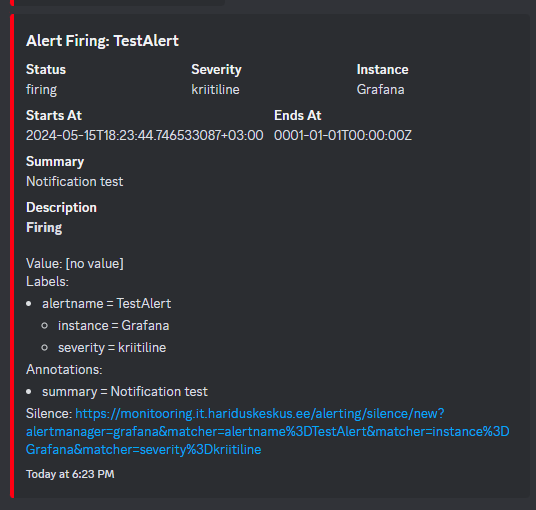 Alert Firing: TestAlert
Status Severity Instance
firing kriitiline Grafana
Starts At Ends At
2024-05-15T18:23:44.746533087+03:00 0001-01-01T00:00:00Z
Summary
Notification test
Description
Firing
Value: [no value]
Labels:
• alertname = TestAlert
◦ instance = Grafana
◦ severity = kriitiline
Annotations:
• summary = Notification test
Silence: https://monitooring.it.hariduskeskus.ee/alerting/silence/new?
alertmanager=grafana&matcher=alertname%3DTestAlert&matcher=instance%3D
Grafana&matcher=severity%3Dkriitiline
Today at 6:23 PM